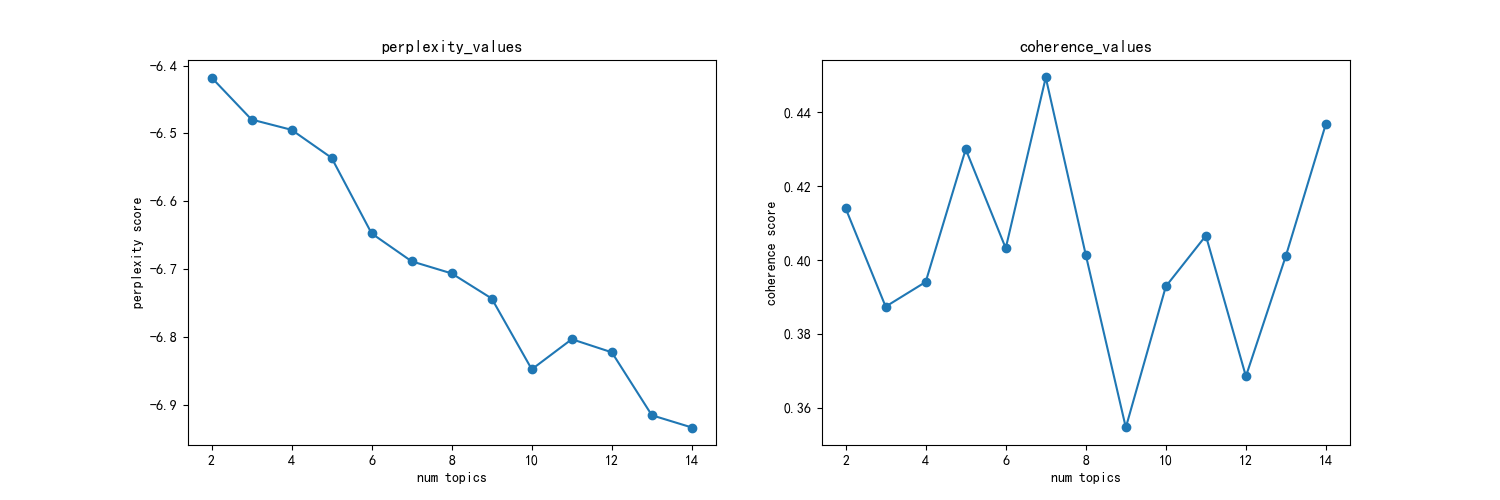 perplexity_values
perplexity score
−6.4
−6.5
−6.6
−6.7
−6.8
−6.9
2 4 6 8 10 12 14
num topics
coherence_values
coherence score
0.44
0.42
0.40
0.38
0.36
2 4 6 8 10 12 14
num topics